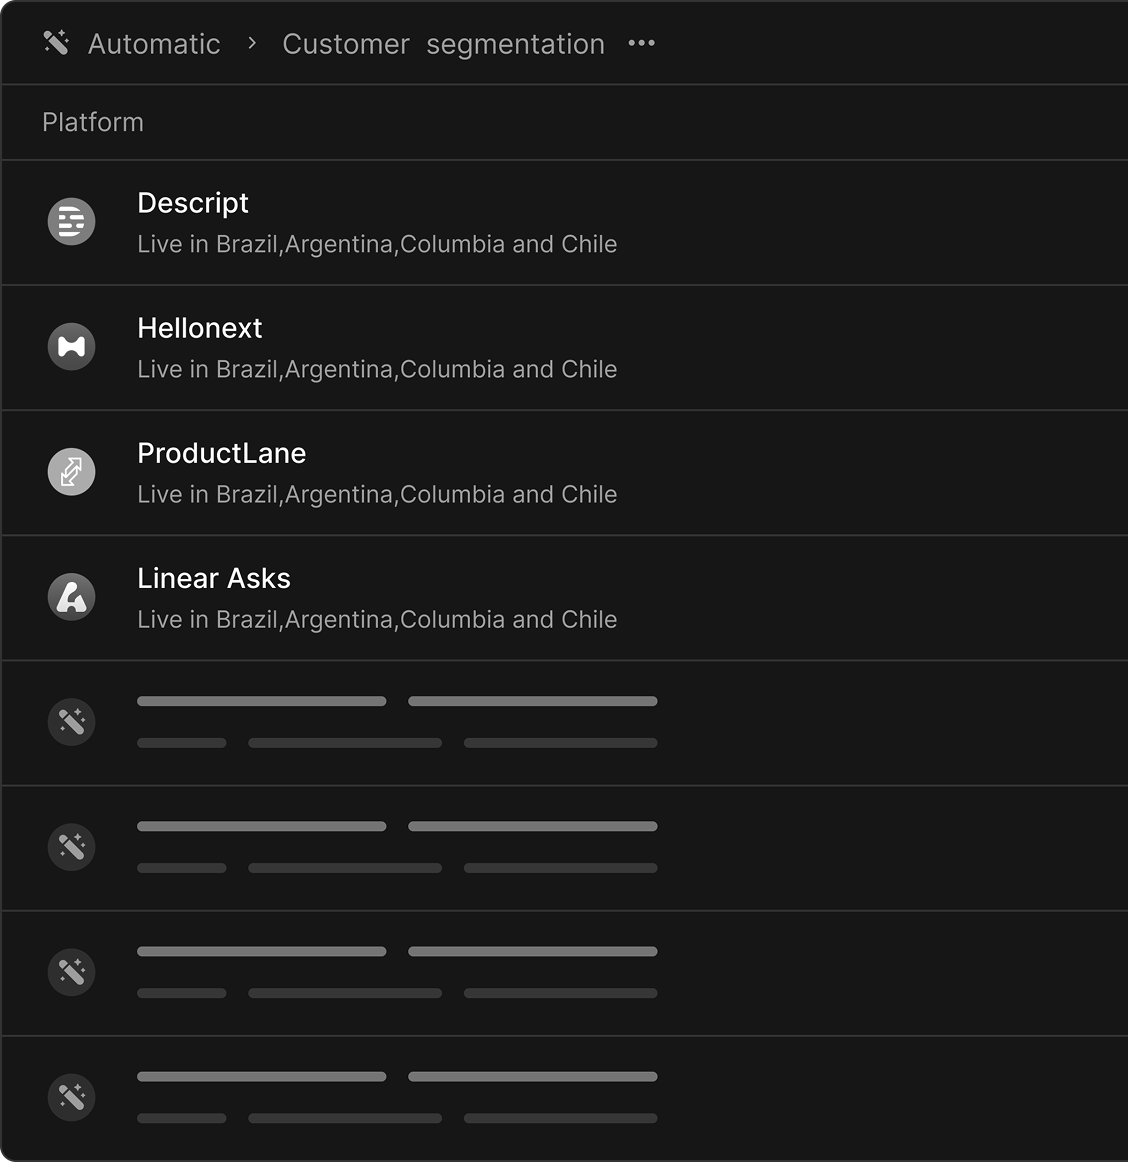 Automatic > Customer segmentation •••
Platform
Descript
Live in Brazil,Argentina,Columbia and Chile
Hellonext
Live in Brazil,Argentina,Columbia and Chile
ProductLane
Live in Brazil,Argentina,Columbia and Chile
Linear Asks
Live in Brazil,Argentina,Columbia and Chile